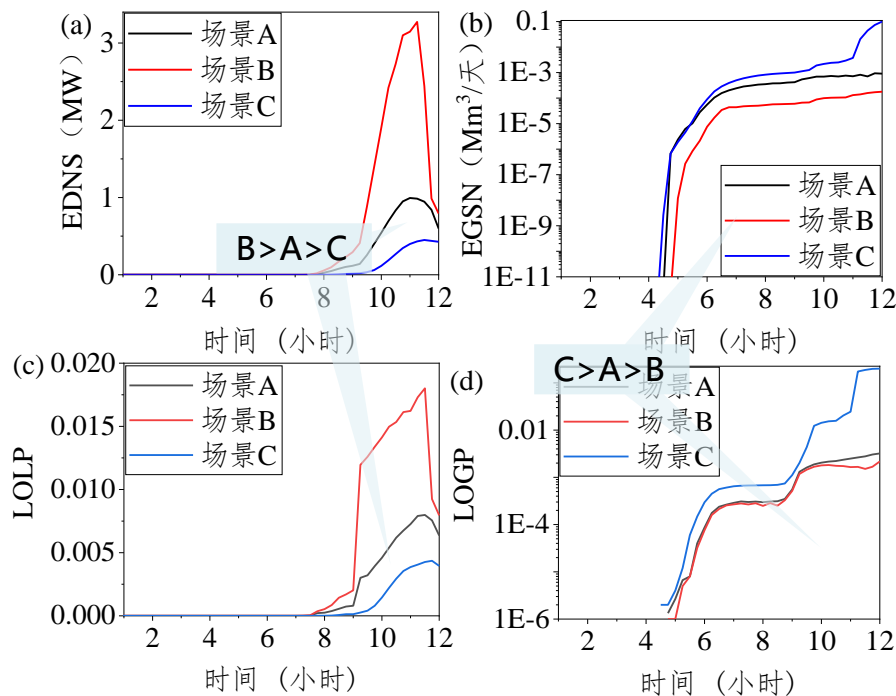 (a)
场景A
场景B
场景C
EDNS（MW）
3
2
1
0
2 4 6 8 10 12
时间 (小时)
B>A>C
(b)
0.1
1E-3
1E-5
1E-7
1E-9
1E-11
EGSN（Mm³/天）
场景A
场景B
场景C
2 4 6 8 10 12
时间 (小时)
(c)
0.020
0.015
0.010
0.005
0.000
LOLP
场景A
场景B
场景C
2 4 6 8 10 12
时间 (小时)
C>A>B
(d)
场景A
场景B
场景C
LOGP
0.01
1E-4
1E-6
2 4 6 8 10 12
时间 (小时)